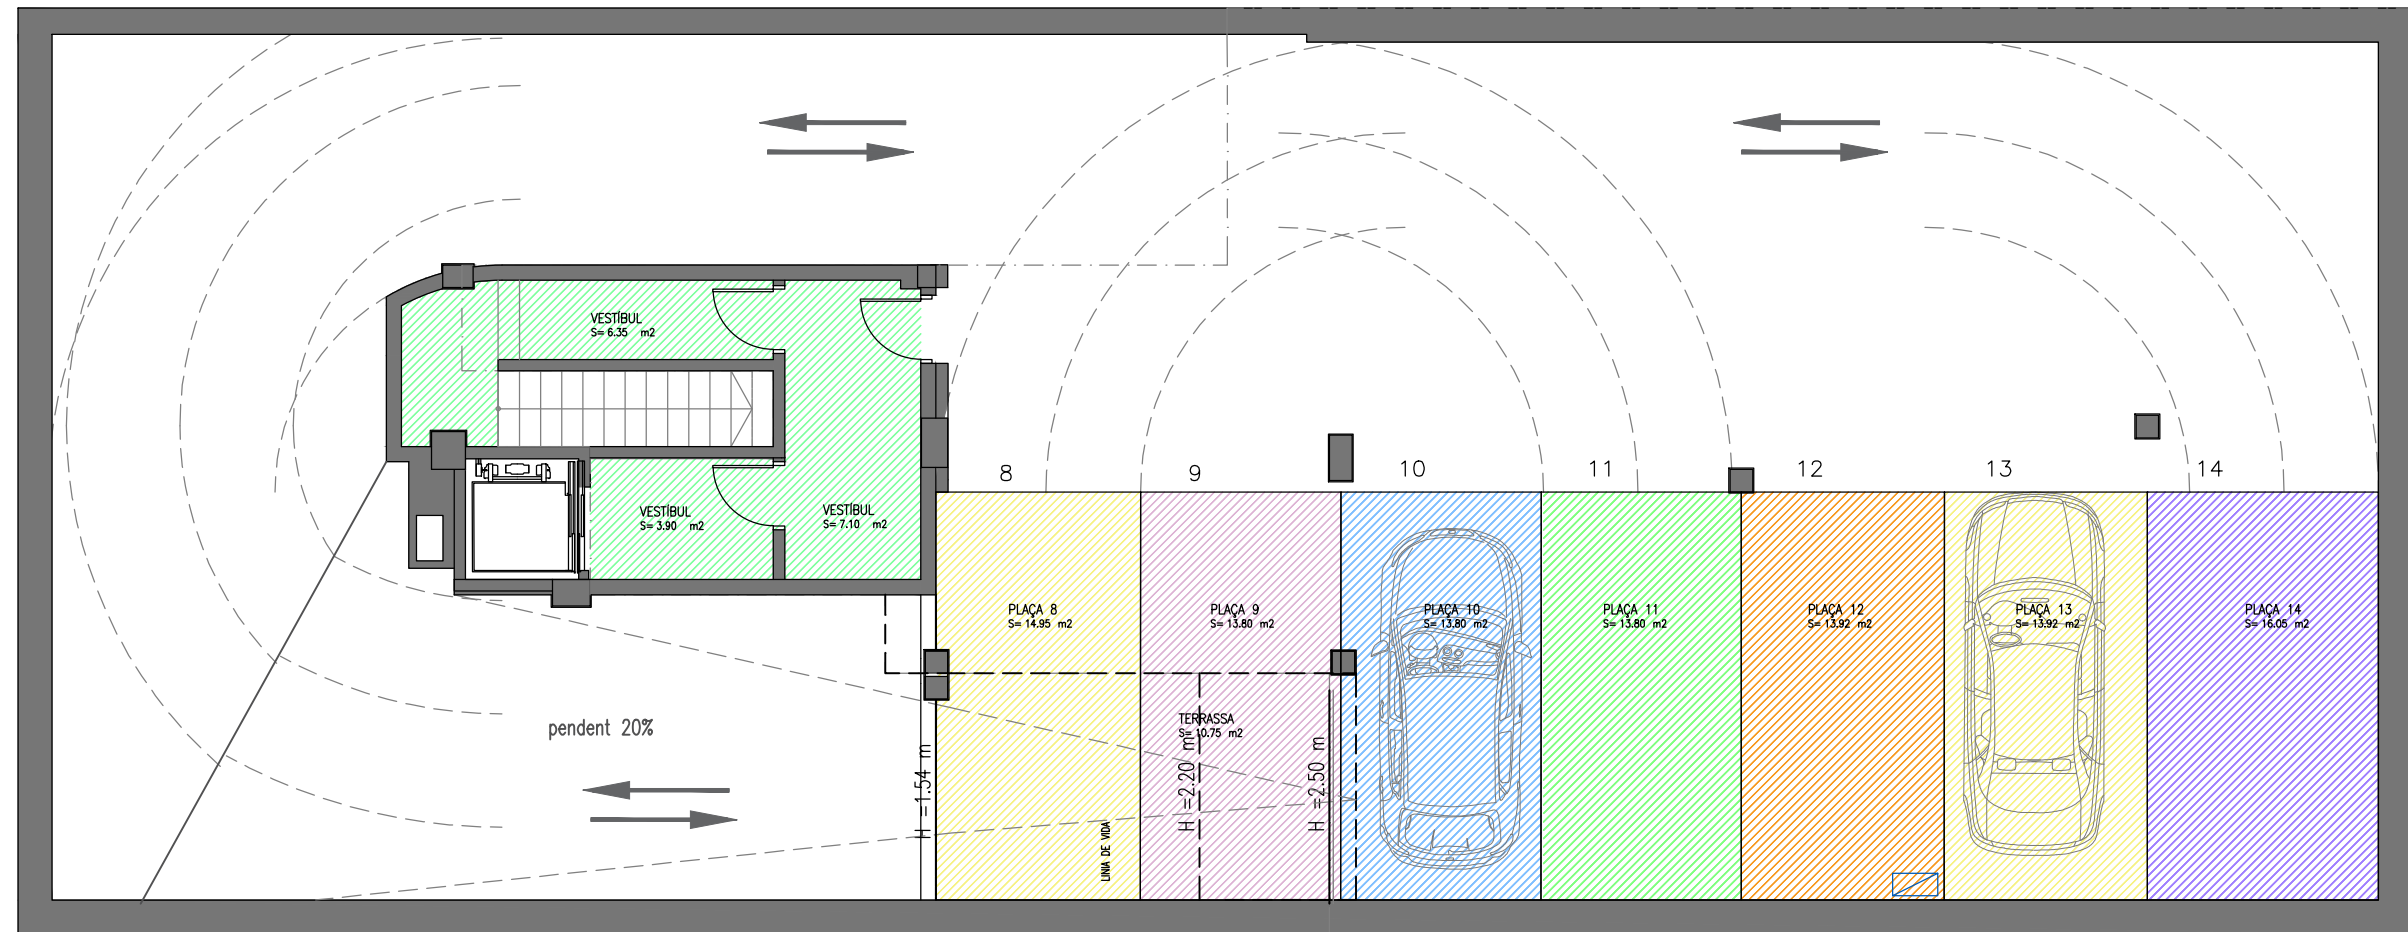 VESTÍBUL
S= 6.35 m2
8
9
10
11
12
13
14
VESTÍBUL
S= 3.90 m2
VESTÍBUL
S= 7.10 m2
PLAÇA 8
S= 14.95 m2
PLAÇA 9
S= 13.80 m2
PLAÇA 10
S= 13.80 m2
PLAÇA 11
S= 13.80 m2
PLAÇA 12
S= 13.92 m2
PLAÇA 13
S= 13.92 m2
PLAÇA 14
S= 16.05 m2
pendent 20%
TERRASSA
S= 10.75 m2
H =1.54 m
H =2.20 m
H =2.50 m
LINIA DE VIDA